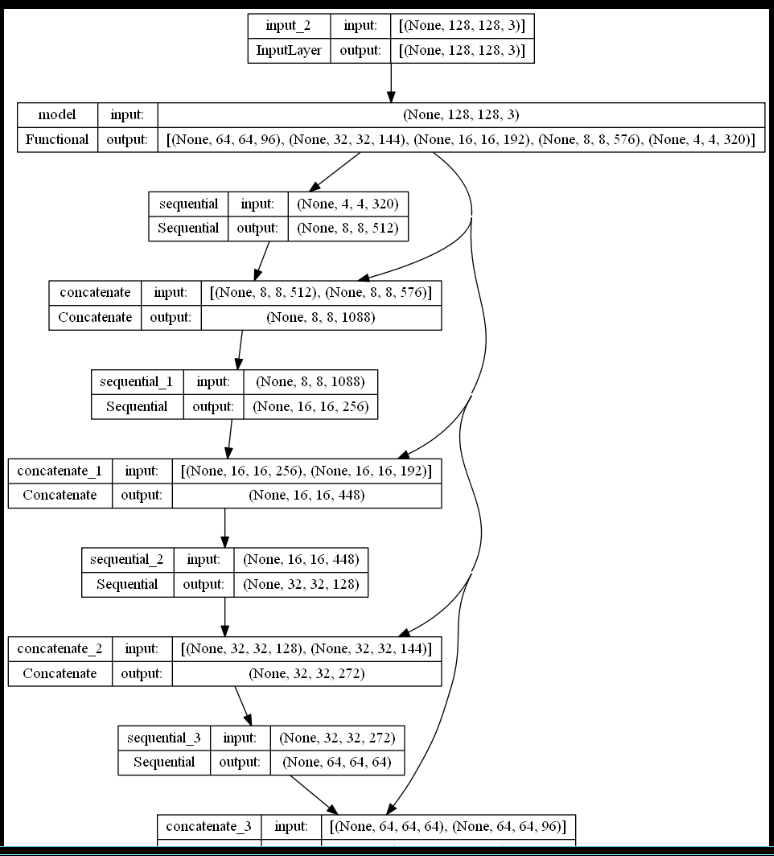 input_2 input: [(None, 128, 128, 3)]
InputLayer output: [(None, 128, 128, 3)]
model input: (None, 128, 128, 3)
Functional output: [(None, 64, 64, 96), (None, 32, 32, 144), (None, 16, 16, 192), (None, 8, 8, 576), (None, 4, 4, 320)]
sequential input: (None, 4, 4, 320)
Sequential output: (None, 8, 8, 512)
concatenate input: [(None, 8, 8, 512), (None, 8, 8, 576)]
Concatenate output: (None, 8, 8, 1088)
sequential_1 input: (None, 8, 8, 1088)
Sequential output: (None, 16, 16, 256)
concatenate_1 input: [(None, 16, 16, 256), (None, 16, 16, 192)]
Concatenate output: (None, 16, 16, 448)
sequential_2 input: (None, 16, 16, 448)
Sequential output: (None, 32, 32, 128)
concatenate_2 input: [(None, 32, 32, 128), (None, 32, 32, 144)]
Concatenate output: (None, 32, 32, 272)
sequential_3 input: (None, 32, 32, 272)
Sequential output: (None, 64, 64, 64)
concatenate_3 input: [(None, 64, 64, 64), (None, 64, 64, 96)]